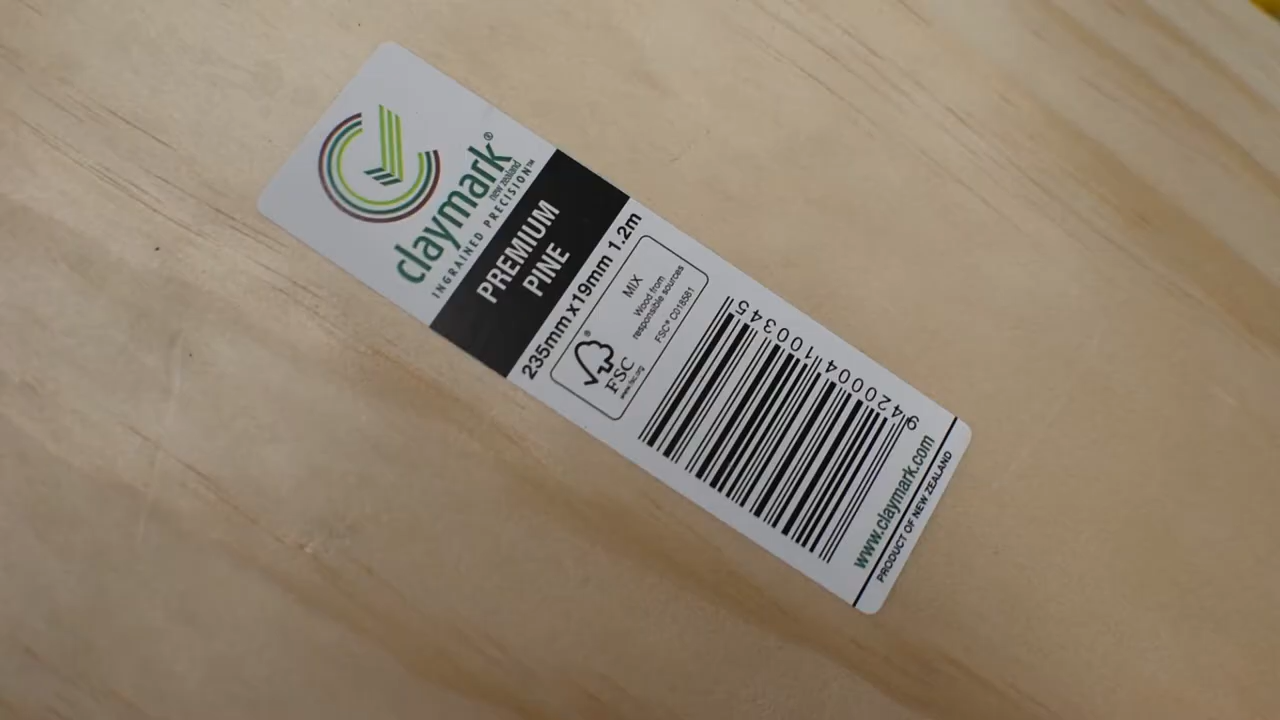 claymark®
new zealand
INGRAINED PRECISION™
PREMIUM
PINE
235mm x 19mm 1.2m
FSC®
www.fsc.org
MIX
Wood from
responsible sources
FSC® C018581
9420004100345
www.claymark.com
PRODUCT OF NEW ZEALAND